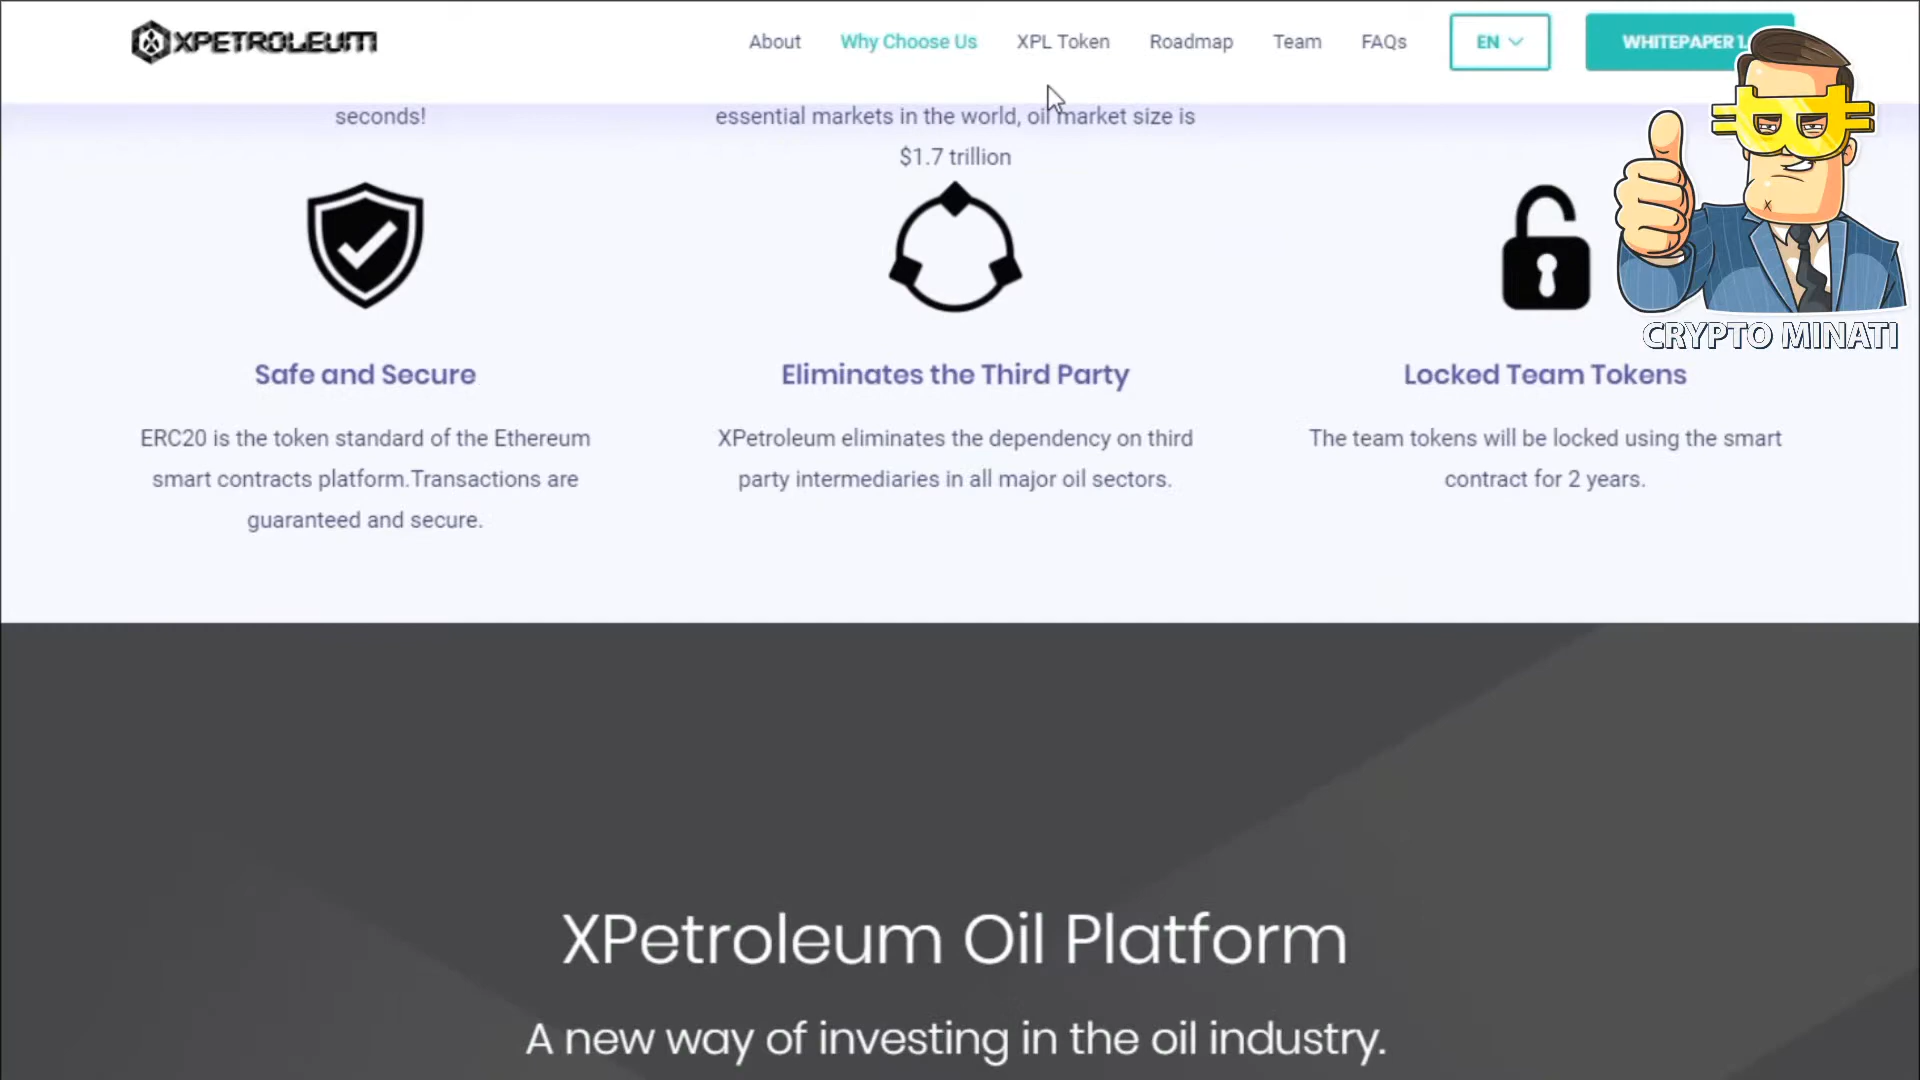 XPETROLEUM
About Why Choose Us XPL Token Roadmap Team FAQs EN WHITEPAPER 1.
seconds!
essential markets in the world, oil market size is
$1.7 trillion
CRYPTO MINATI
Safe and Secure
ERC20 is the token standard of the Ethereum
smart contracts platform.Transactions are
guaranteed and secure.
Eliminates the Third Party
XPetroleum eliminates the dependency on third
party intermediaries in all major oil sectors.
Locked Team Tokens
The team tokens will be locked using the smart
contract for 2 years.
XPetroleum Oil Platform
A new way of investing in the oil industry.